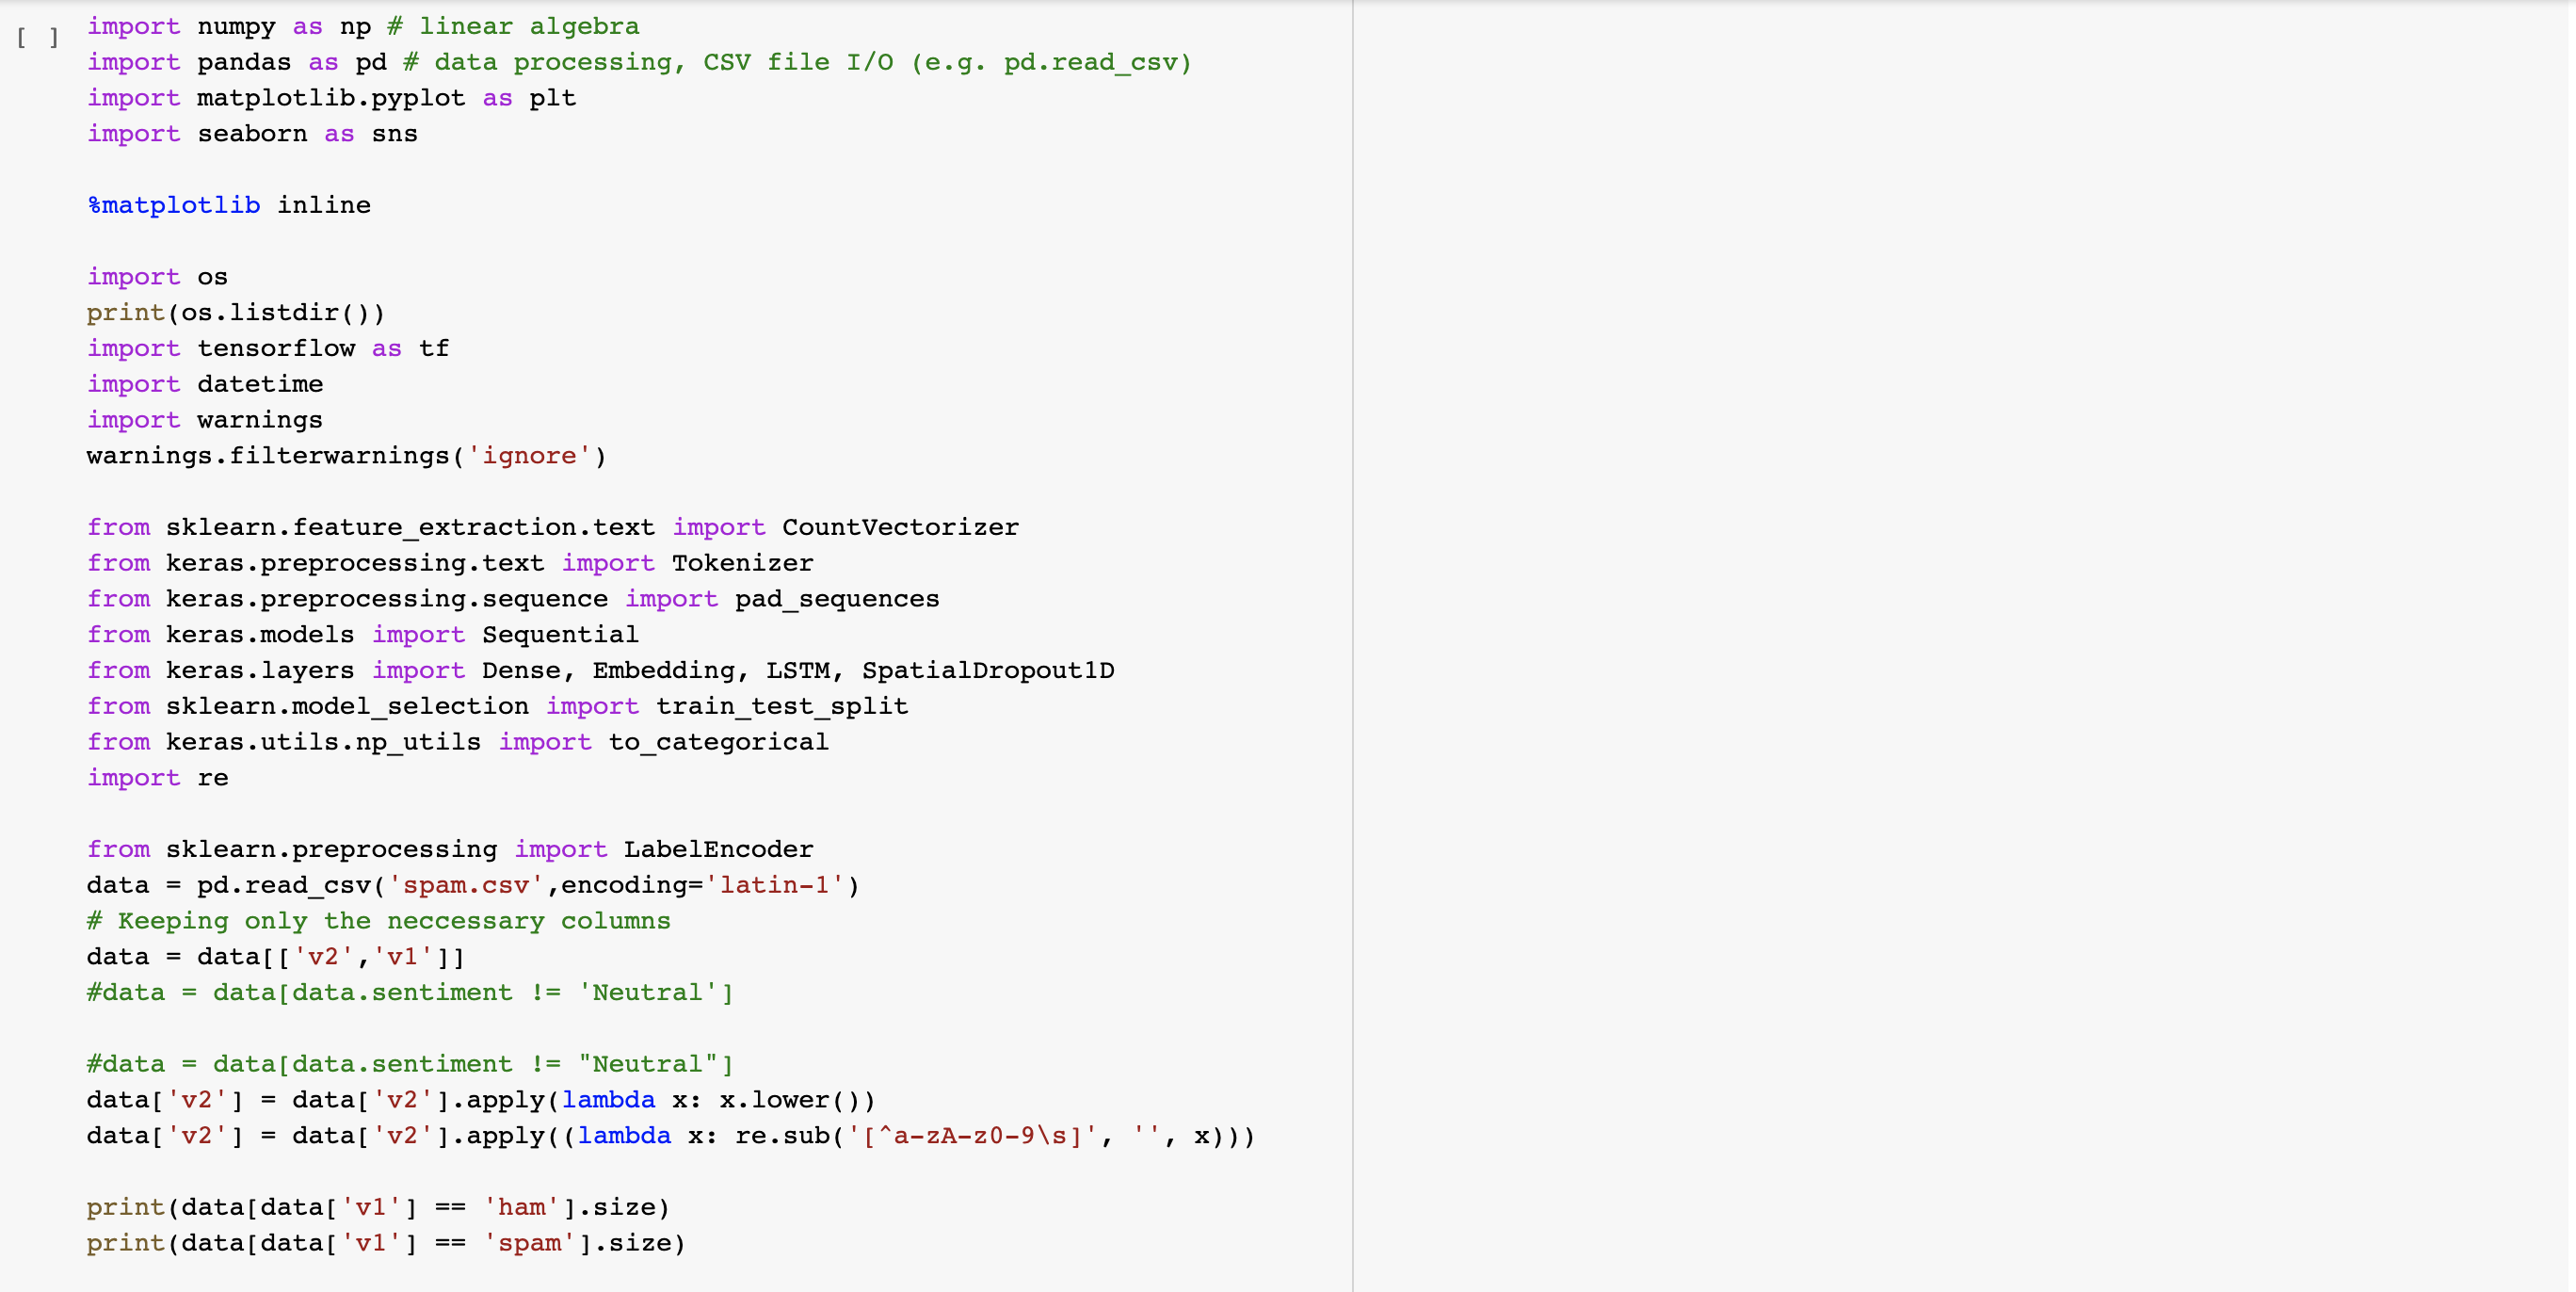 [ ] import numpy as np # linear algebra
import pandas as pd # data processing, CSV file I/O (e.g. pd.read_csv)
import matplotlib.pyplot as plt
import seaborn as sns
%matplotlib inline
import os
print(os.listdir())
import tensorflow as tf
import datetime
import warnings
warnings.filterwarnings('ignore')
from sklearn.feature_extraction.text import CountVectorizer
from keras.preprocessing.text import Tokenizer
from keras.preprocessing.sequence import pad_sequences
from keras.models import Sequential
from keras.layers import Dense, Embedding, LSTM, SpatialDropout1D
from sklearn.model_selection import train_test_split
from keras.utils.np_utils import to_categorical
import re
from sklearn.preprocessing import LabelEncoder
data = pd.read_csv('spam.csv',encoding='latin-1')
# Keeping only the neccessary columns
data = data[['v2','v1']]
#data = data[data.sentiment != 'Neutral']
#data = data[data.sentiment != "Neutral"]
data['v2'] = data['v2'].apply(lambda x: x.lower())
data['v2'] = data['v2'].apply((lambda x: re.sub('[^a-zA-z0-9\s]', '', x)))
print(data[data['v1'] == 'ham'].size)
print(data[data['v1'] == 'spam'].size)